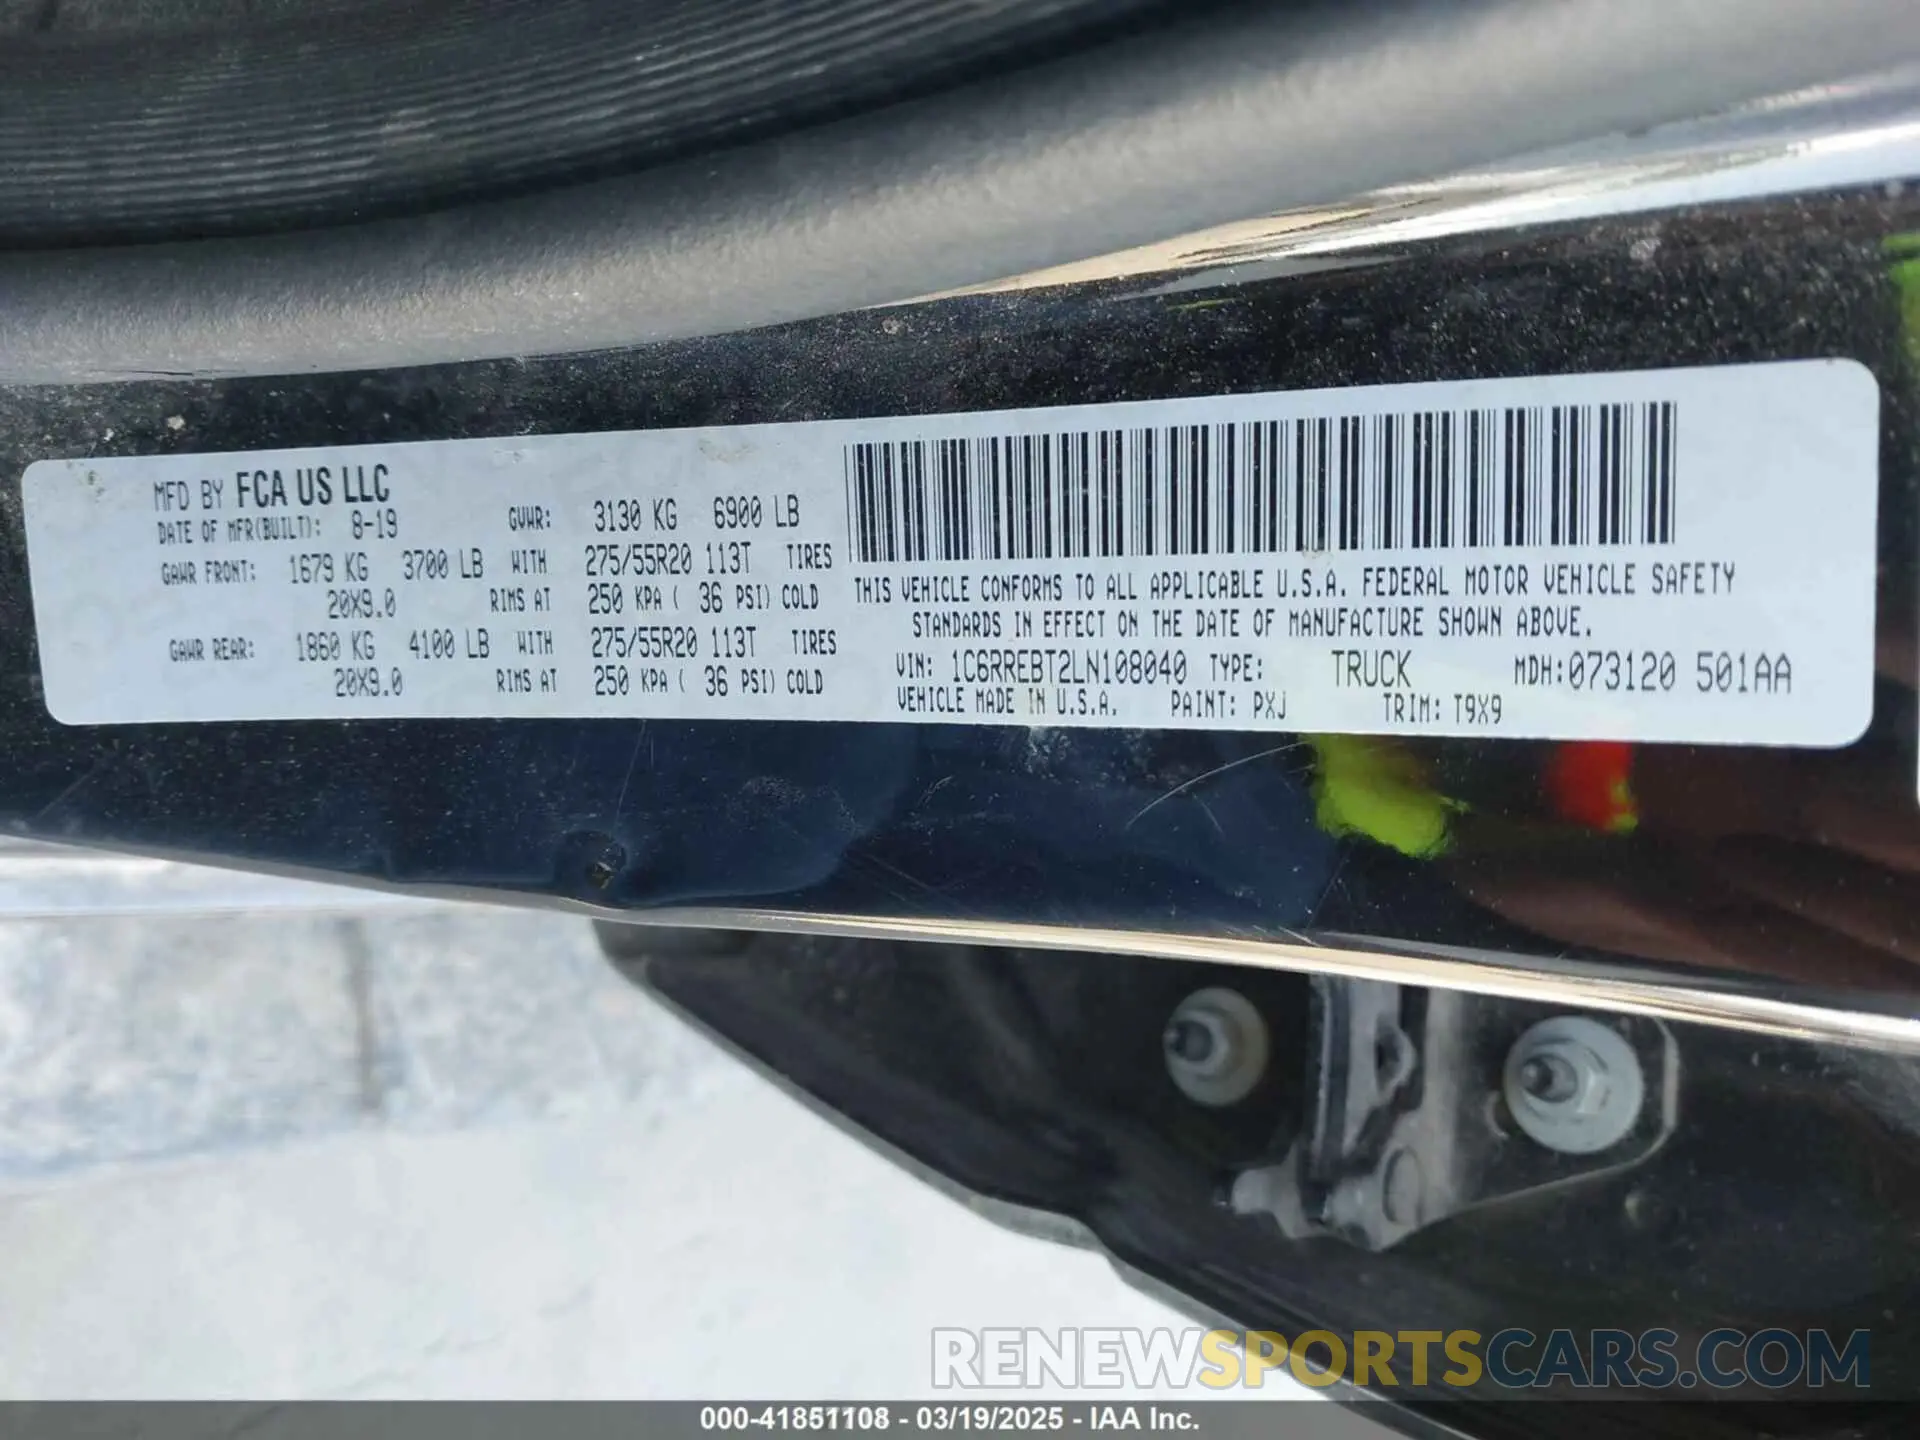 MFD BY FCA US LLC
DATE OF MFR(BUILT): 8-19 GVWR: 3130 KG 6900 LB
GAWR FRONT: 1679 KG 3700 LB WITH 275/55R20 113T TIRES
20X9.0 RIMS AT 250 KPA ( 36 PSI) COLD
GAWR REAR: 1860 KG 4100 LB WITH 275/55R20 113T TIRES
20X9.0 RIMS AT 250 KPA ( 36 PSI) COLD
THIS VEHICLE CONFORMS TO ALL APPLICABLE U.S.A. FEDERAL MOTOR VEHICLE SAFETY
STANDARDS IN EFFECT ON THE DATE OF MANUFACTURE SHOWN ABOVE.
VIN: 1C6RREBT2LN108040 TYPE: TRUCK MDH:073120 501AA
VEHICLE MADE IN U.S.A. PAINT: PXJ TRIM: T9X9
RENEWSPORTSCARS.COM
000-41851108 - 03/19/2025 - IAA Inc.